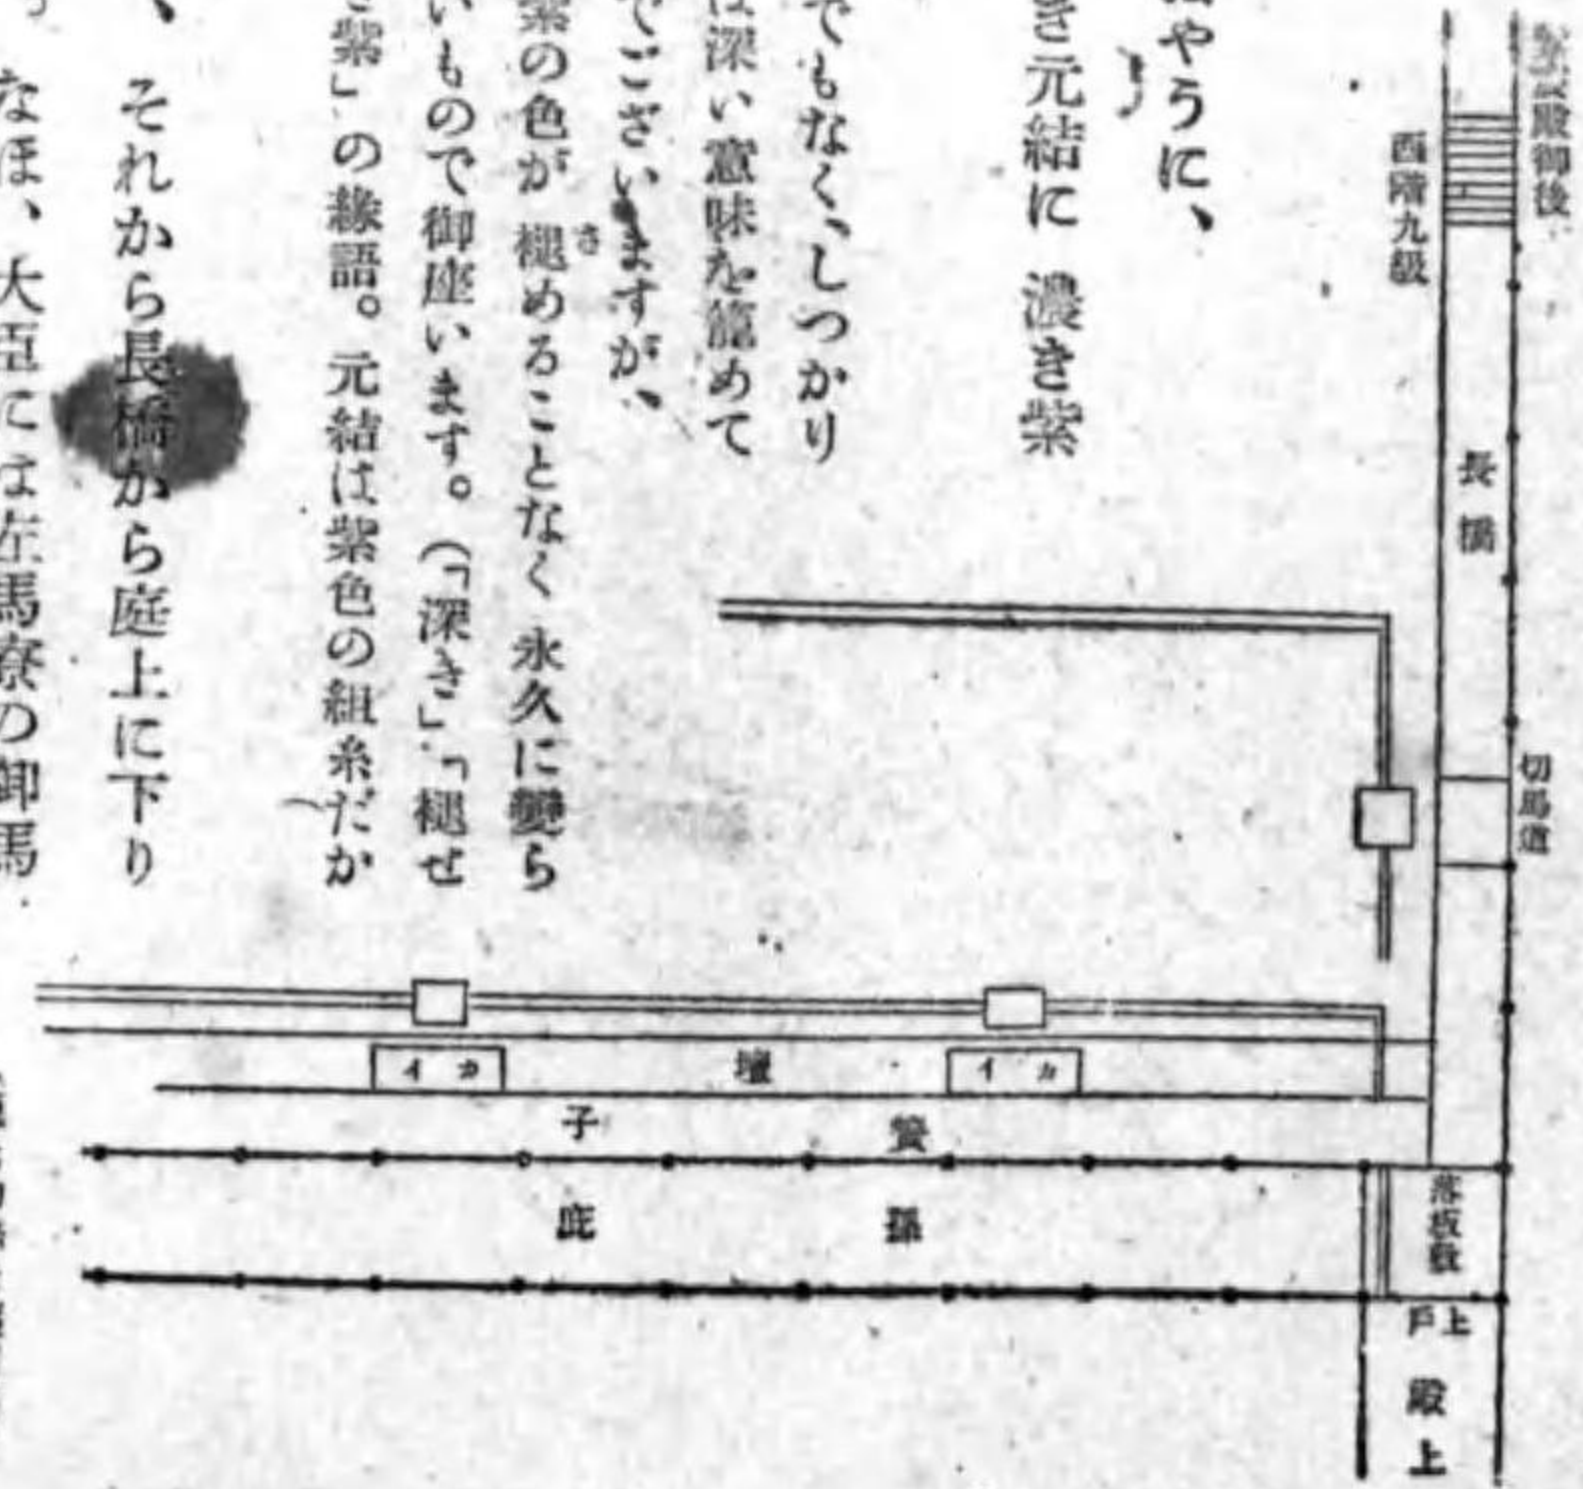 殿御後
酉階九級
長橋
切馬道
やうに、
き元結に 濃き紫
でもなく、しつかり
は深い意味を籠めて
でございますが、
紫の色が 褪めることなく 永久に變ら
さ
いもので御座います。(「深き」.「褪せ
紫」の緣語。元結は紫色の組糸だか
、それから長橋から庭上に下り
なほ、大臣には左馬寮の御馬
イカ
壇
イカ
子 簀
庇 孫
落板敷
戶上
殿上